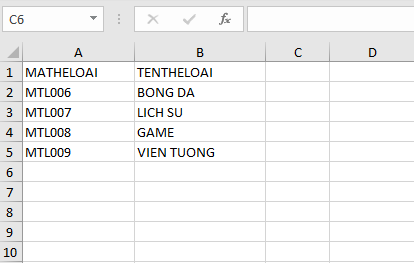 C6 fx
A B C D
1 MATHELOAI TENTHELOAI
2 MTL006 BONG DA
3 MTL007 LICH SU
4 MTL008 GAME
5 MTL009 VIEN TUONG
6
7
8
9
10